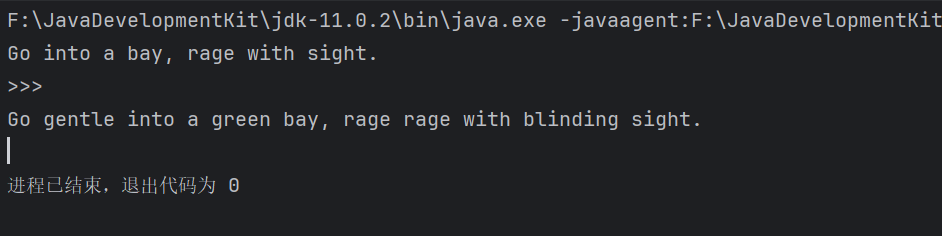 F:\JavaDevelopmentKit\jdk-11.0.2\bin\java.exe -javaagent:F:\JavaDevelopmentKit
Go into a bay, rage with sight.
>>>
Go gentle into a green bay, rage rage with blinding sight.
进程已结束，退出代码为 0